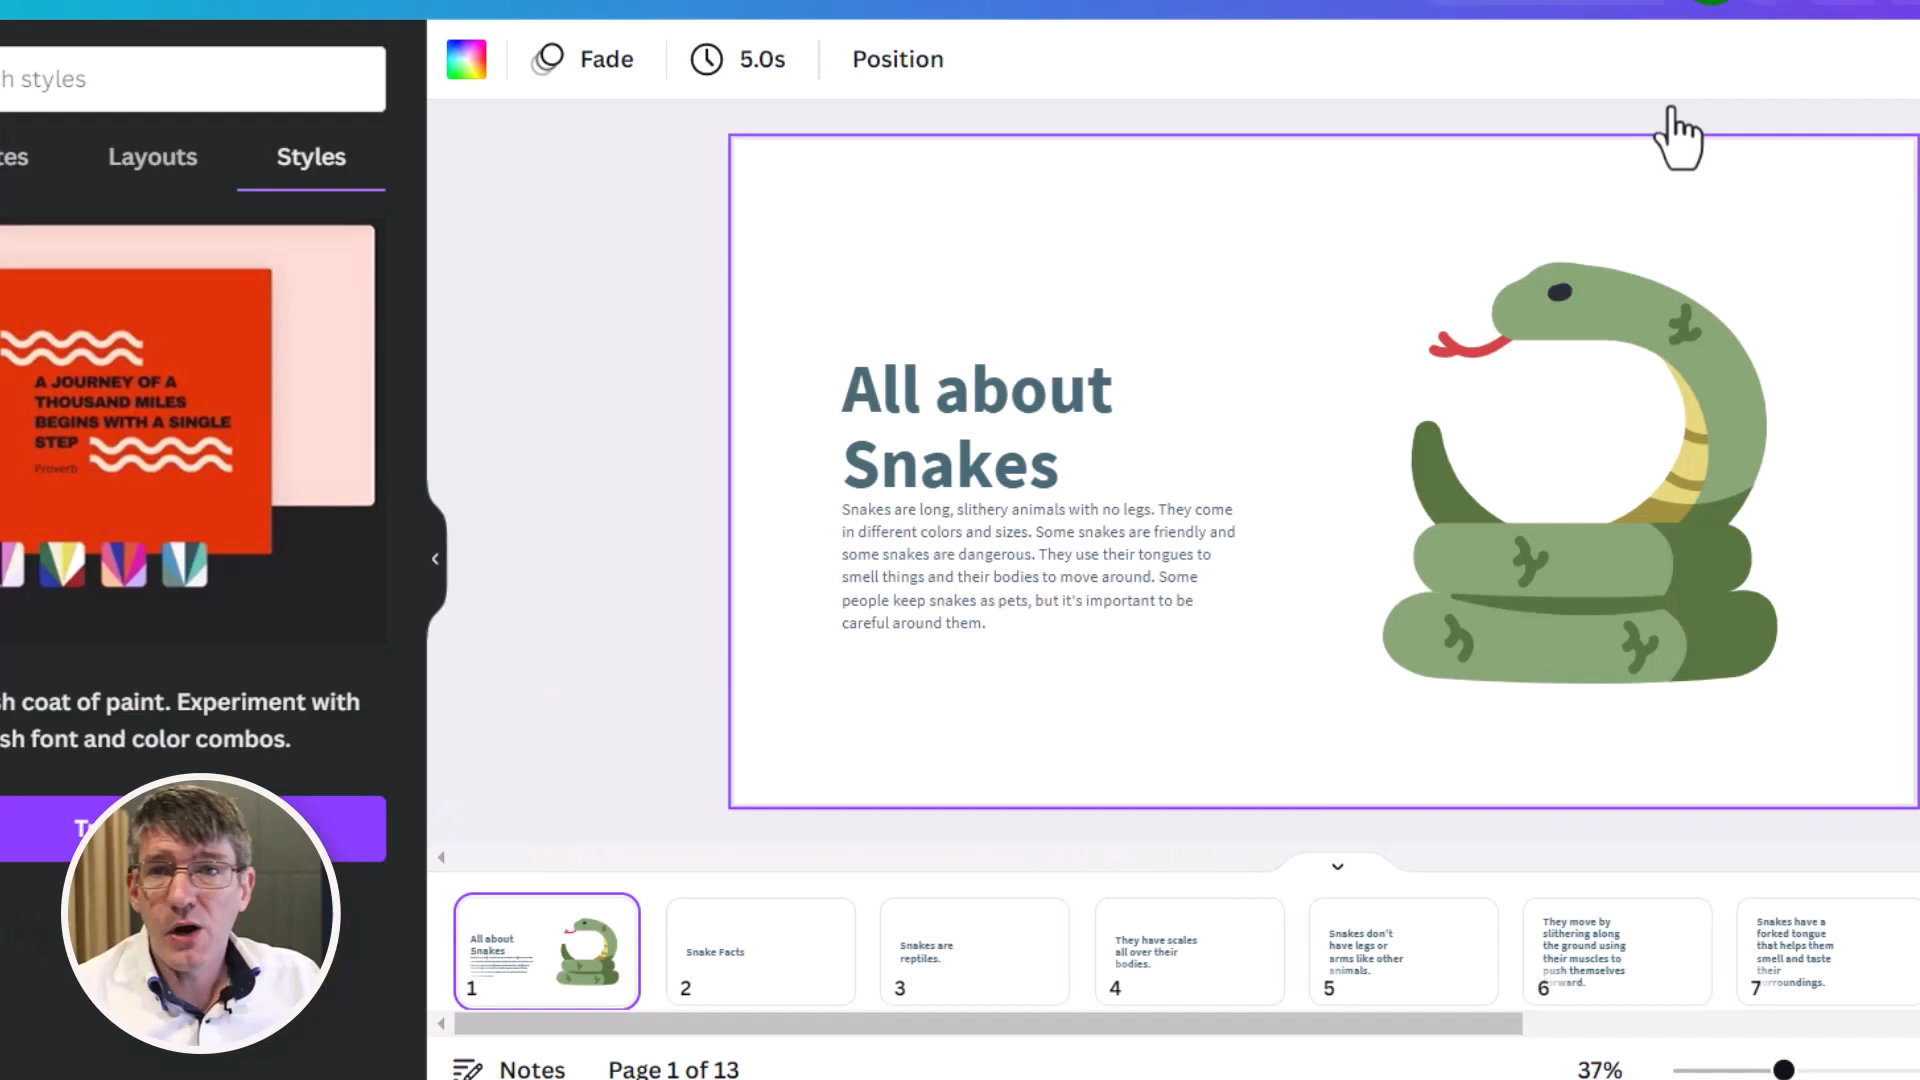 Fade
5.0s
Position
h styles
tes
Layouts
Styles
A JOURNEY OF A
THOUSAND MILES
BEGINS WITH A SINGLE
STEP
Proverb
sh coat of paint. Experiment with
sh font and color combos.
All about
Snakes
Snakes are long, slithery animals with no legs. They come
in different colors and sizes. Some snakes are friendly and
some snakes are dangerous. They use their tongues to
smell things and their bodies to move around. Some
people keep snakes as pets, but it's important to be
careful around them.
All about
Snakes
1
Snake Facts
2
Snakes are
reptiles.
3
They have scales
all over their
bodies.
4
Snakes don't
have legs or
arms like other
animals.
5
They move by
slithering along
the ground using
their muscles to
push themselves
forward.
6
Snakes have a
forked tongue
that helps them
smell and taste
their
surroundings.
7
Notes
Page 1 of 13
37%